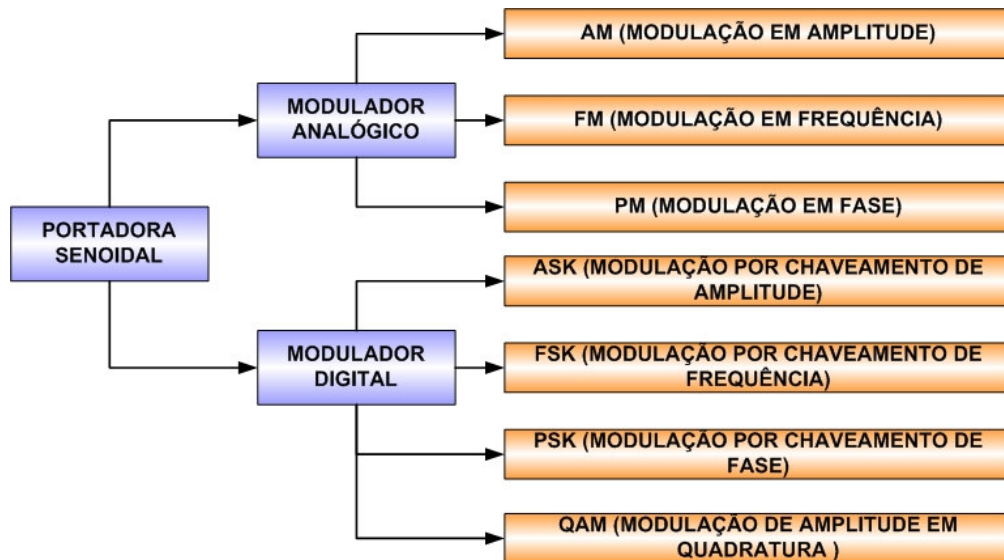 PORTADORA
SENOIDAL
MODULADOR
ANALÓGICO
AM (MODULAÇÃO EM AMPLITUDE)
FM (MODULAÇÃO EM FREQUÊNCIA)
PM (MODULAÇÃO EM FASE)
MODULADOR
DIGITAL
ASK (MODULAÇÃO POR CHAVEAMENTO DE
AMPLITUDE)
FSK (MODULAÇÃO POR CHAVEAMENTO DE
FREQUÊNCIA)
PSK (MODULAÇÃO POR CHAVEAMENTO DE
FASE)
QAM (MODULAÇÃO DE AMPLITUDE EM
QUADRATURA )